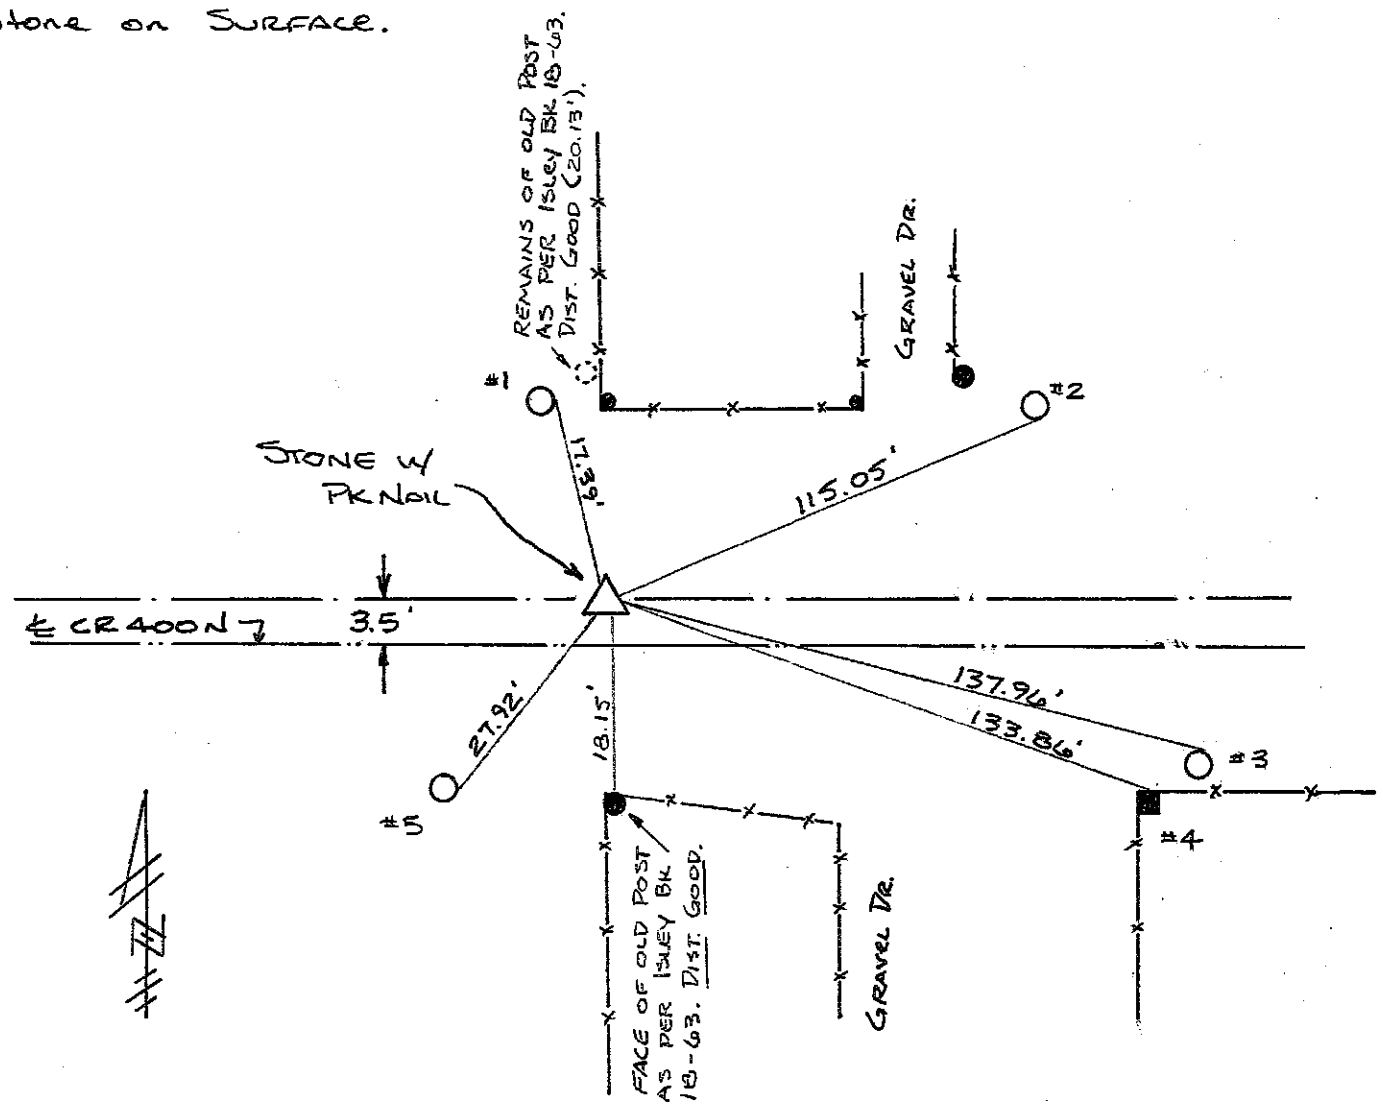 Stone on SURFACE.
REMAINS OF OLD POST
AS PER ISLEY BK 18-63.
DIST. GOOD (20.13').
GRAVEL DR.
#1
#2
STONE W/
PK NAIL
17.39'
115.05'
℄ CR 400N
3.5'
137.96'
133.86'
27.92'
18.15'
#3
#4
#5
FACE OF OLD POST
AS PER ISLEY BK
18-63. DIST. GOOD.
GRAVEL DR.
N